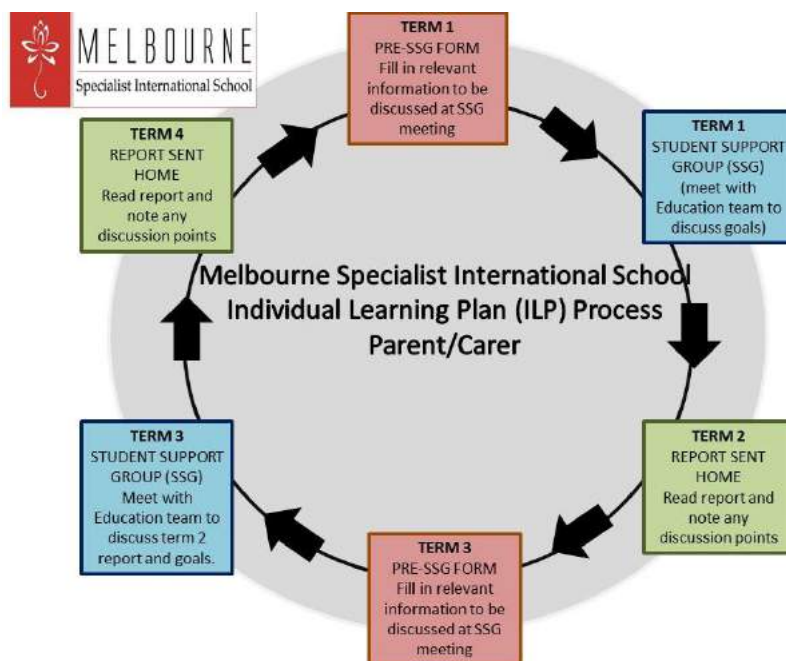 MELBOURNE
Specialist International School
TERM 1
PRE-SSG FORM
Fill in relevant
information to be
discussed at SSG
meeting
TERM 1
STUDENT SUPPORT
GROUP (SSG)
(meet with
Education team to
discuss goals)
TERM 2
REPORT SENT
HOME
Read report and
note any
discussion points
TERM 3
PRE-SSG FORM
Fill in relevant
information to be
discussed at SSG
meeting
TERM 3
STUDENT SUPPORT
GROUP (SSG)
Meet with
Education team to
discuss term 2
report and goals.
TERM 4
REPORT SENT
HOME
Read report and
note any
discussion points
Melbourne Specialist International School
Individual Learning Plan (ILP) Process
Parent/Carer